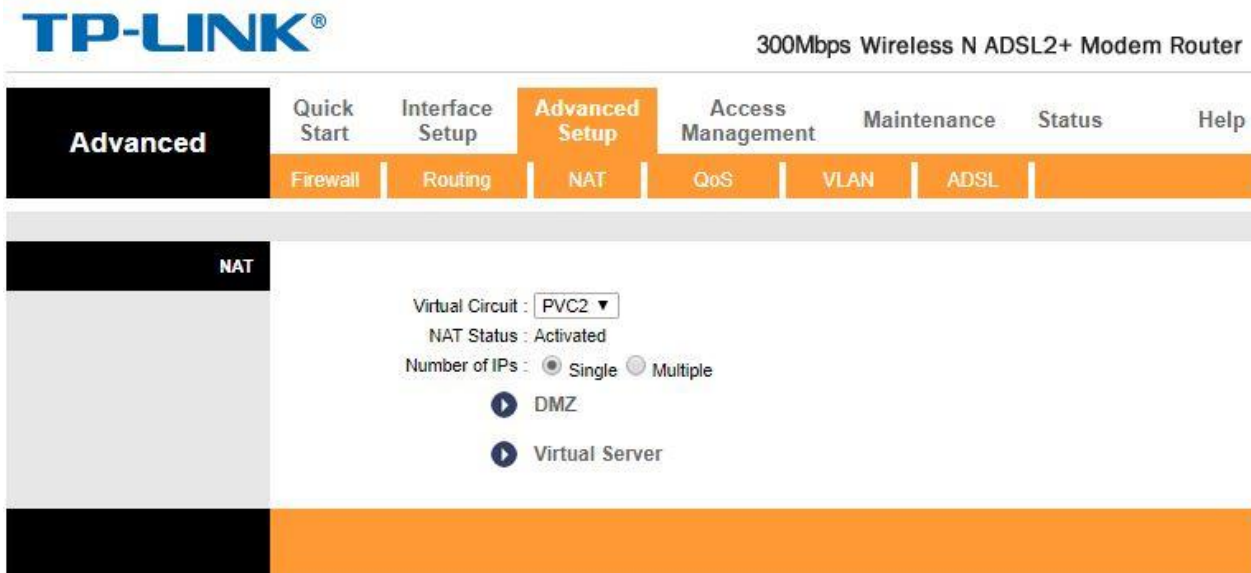 TP-LINK®
300Mbps Wireless N ADSL2+ Modem Router
Advanced
Quick Start
Interface Setup
Advanced Setup
Access Management
Maintenance
Status
Help
Firewall
Routing
NAT
QoS
VLAN
ADSL
NAT
Virtual Circuit : PVC2 ▼
NAT Status : Activated
Number of IPs : Single Multiple
DMZ
Virtual Server